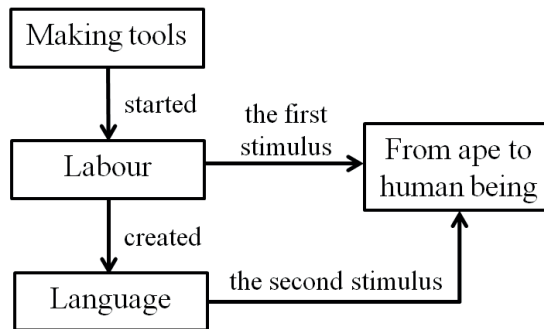 Making tools
started
the first
stimulus
Labour
From ape to
human being
created
Language
the second stimulus